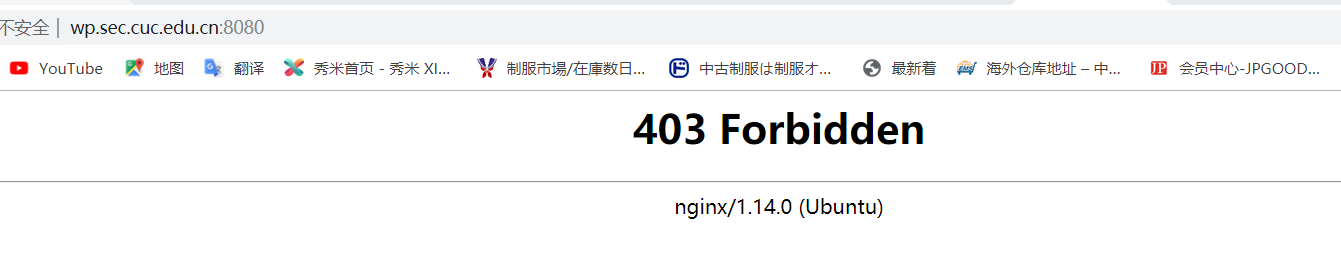 不安全 | wp.sec.cuc.edu.cn:8080
YouTube 地图 翻译 秀米首页 - 秀米 XI... 制服市場/在庫数日... 中古制服は制服才... 最新着 EMS 海外仓库地址 – 中... JP 会员中心-JPGOOD...
403 Forbidden
nginx/1.14.0 (Ubuntu)